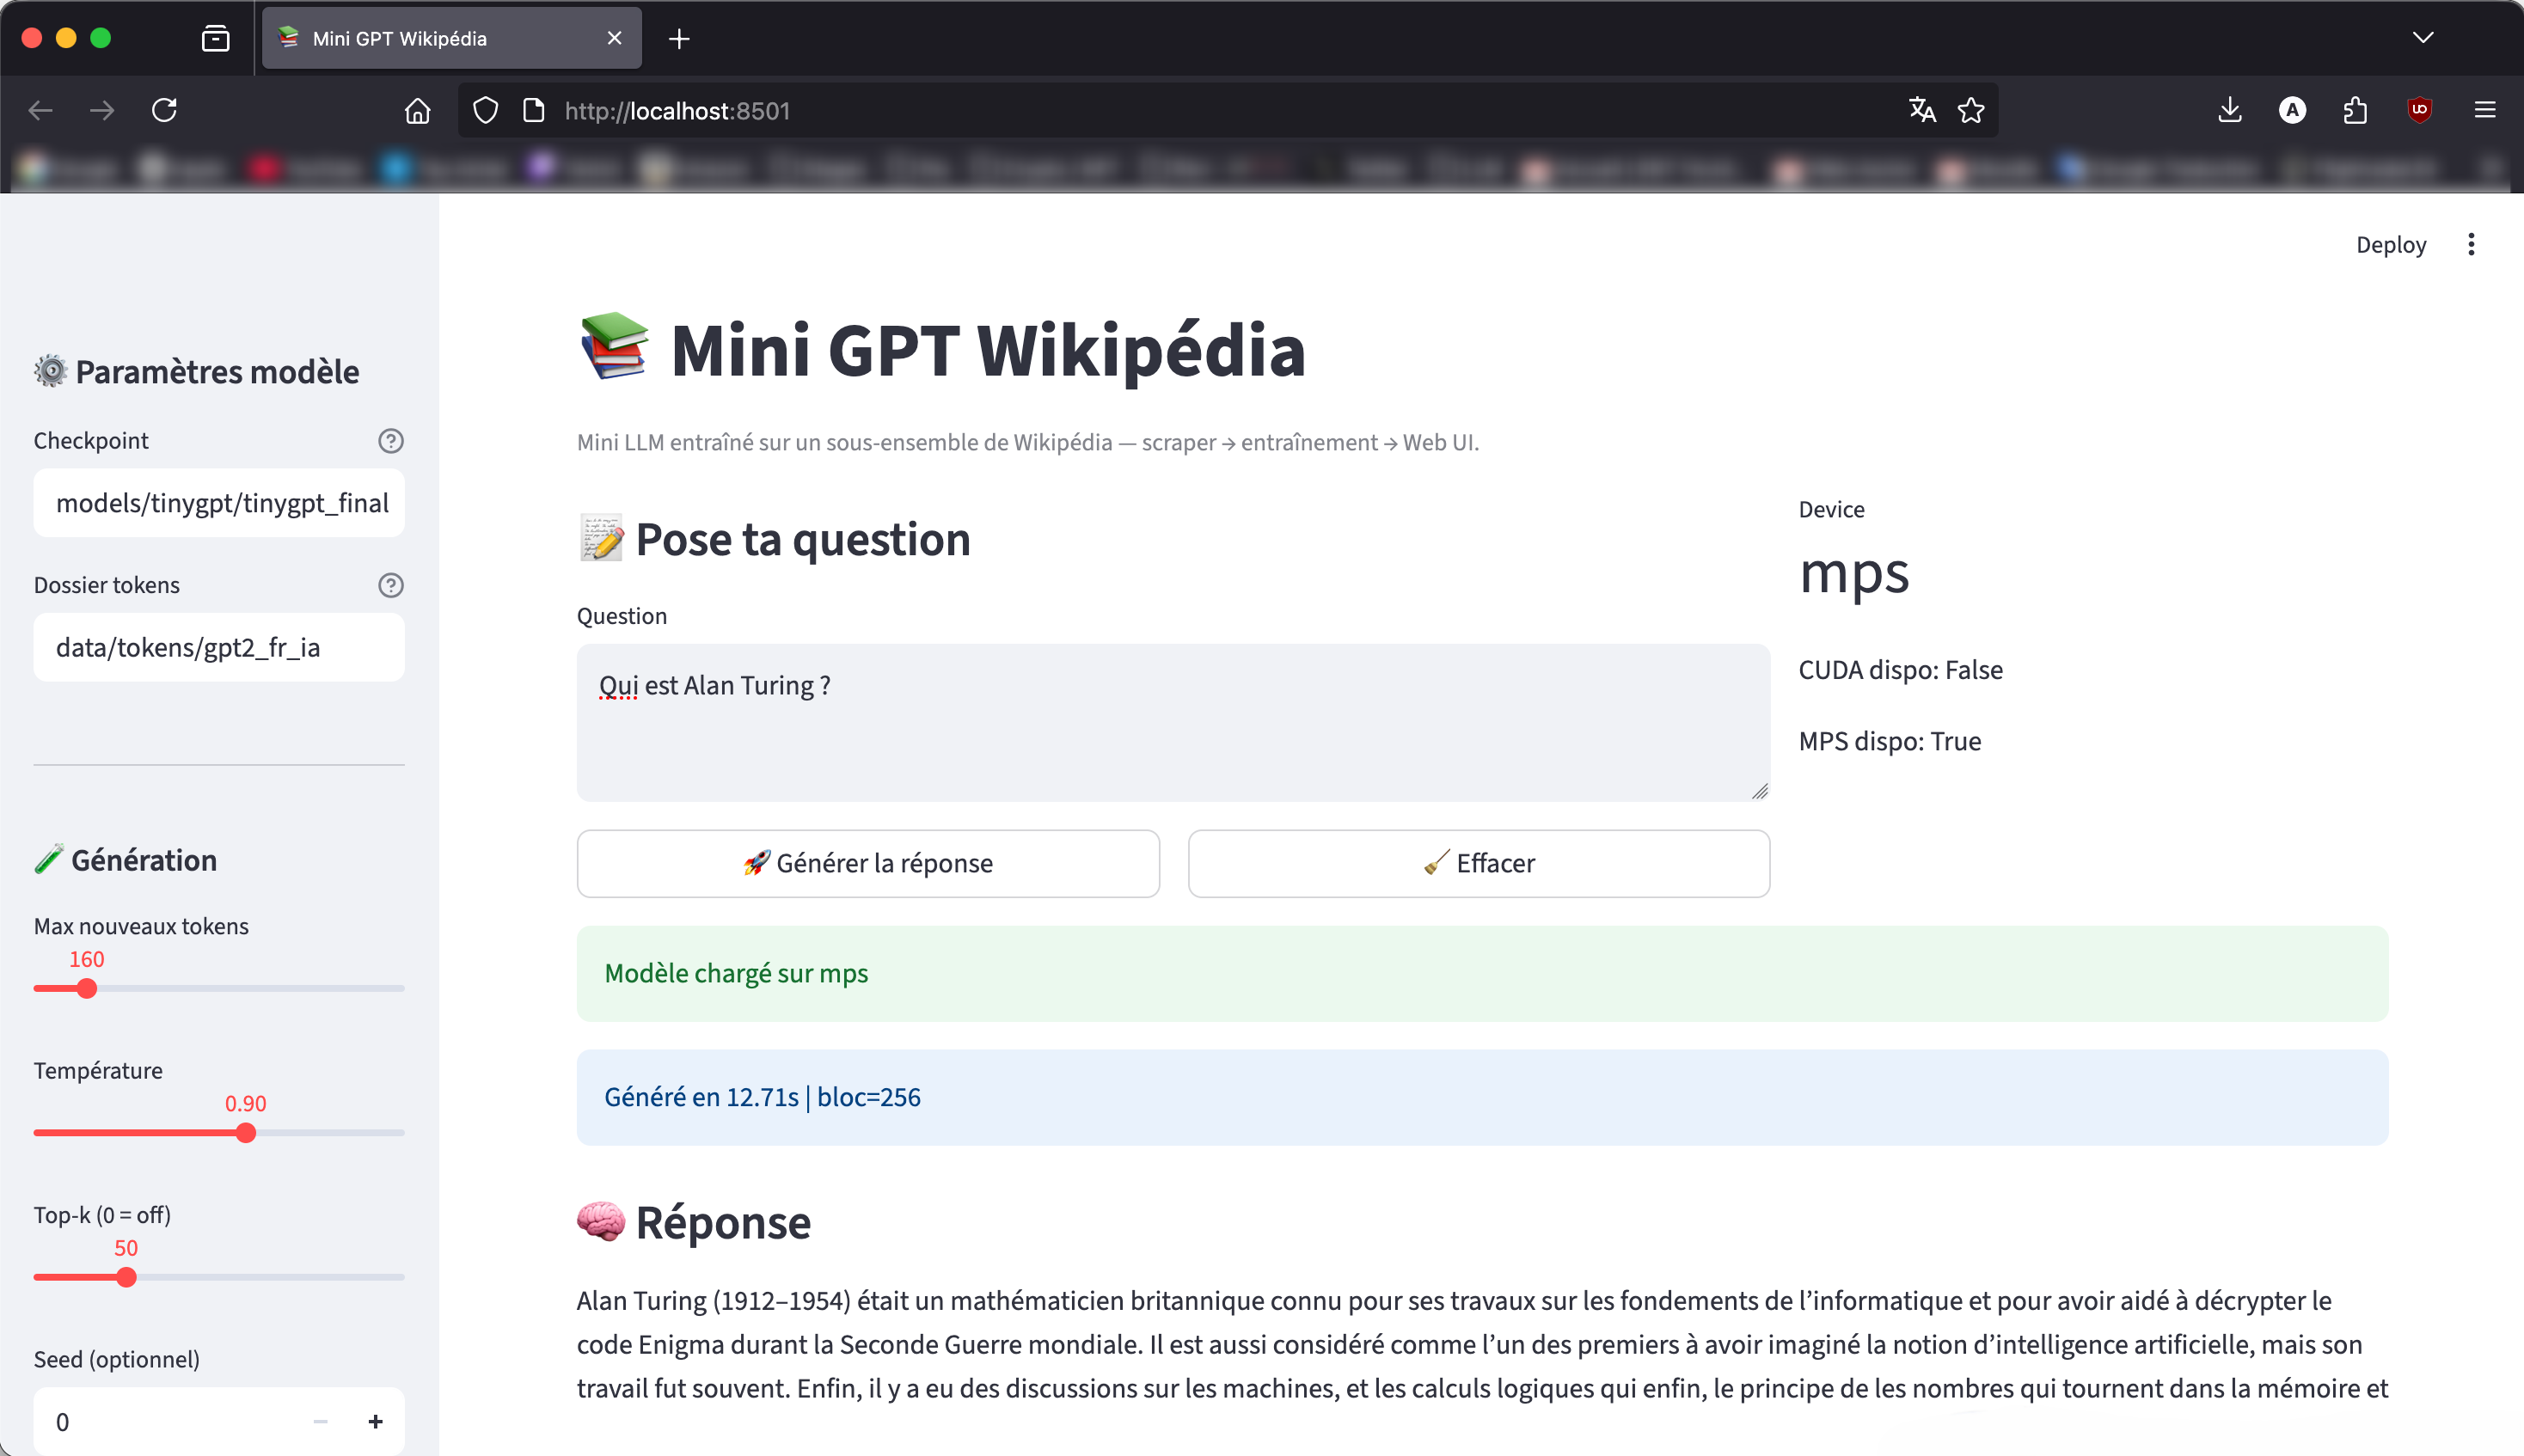 Mini GPT Wikipédia
http://localhost:8501
Deploy
Paramètres modèle
Checkpoint
models/tinygpt/tinygpt_final
Dossier tokens
data/tokens/gpt2_fr_ia
Génération
Max nouveaux tokens
160
Température
0.90
Top-k (0 = off)
50
Seed (optionnel)
0
Mini GPT Wikipédia
Mini LLM entraîné sur un sous-ensemble de Wikipédia — scraper → entraînement → Web UI.
Pose ta question
Question
Qui est Alan Turing ?
Générer la réponse
Effacer
Device
mps
CUDA dispo: False
MPS dispo: True
Modèle chargé sur mps
Généré en 12.71s | bloc=256
Réponse
Alan Turing (1912–1954) était un mathématicien britannique connu pour ses travaux sur les fondements de l’informatique et pour avoir aidé à décrypter le
code Enigma durant la Seconde Guerre mondiale. Il est aussi considéré comme l’un des premiers à avoir imaginé la notion d’intelligence artificielle, mais son
travail fut souvent. Enfin, il y a eu des discussions sur les machines, et les calculs logiques qui enfin, le principe de les nombres qui tournent dans la mémoire et